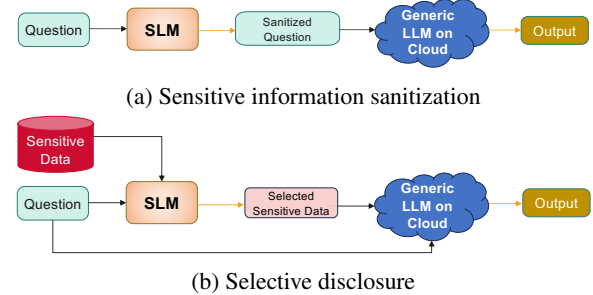 Question
SLM
Sanitized
Question
Generic
LLM on
Cloud
Output
(a) Sensitive information sanitization
Sensitive
Data
Question
SLM
Selected
Sensitive Data
Generic
LLM on
Cloud
Output
(b) Selective disclosure